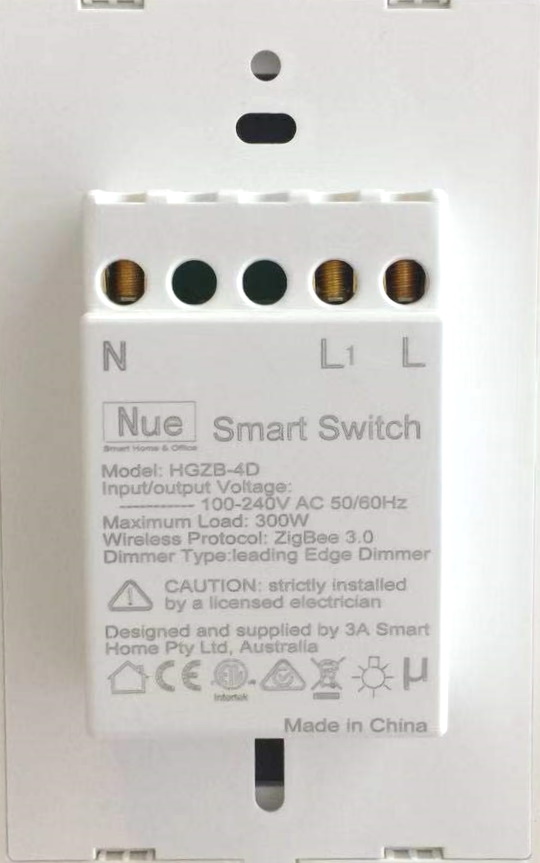 N L1 L
Nue Smart Switch
Smart Home & Office
Model: HGZB-4D
Input/output Voltage:
----------- 100-240V AC 50/60Hz
Maximum Load: 300W
Wireless Protocol: ZigBee 3.0
Dimmer Type:leading Edge Dimmer
CAUTION: strictly installed
by a licensed electrician
Designed and supplied by 3A Smart
Home Pty Ltd, Australia
CE µ
Intertek
Made in China